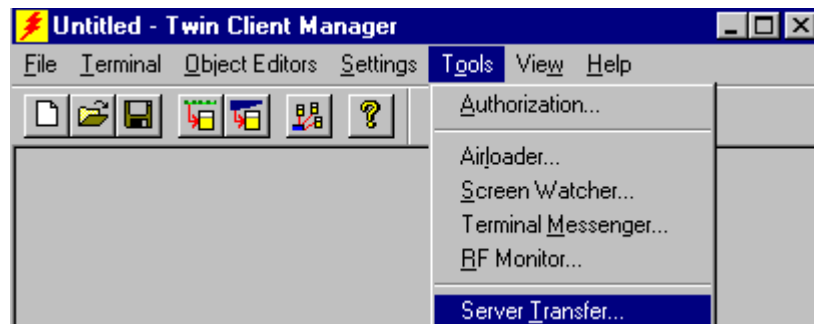 Untitled - Twin Client Manager
File Terminal Object Editors Settings Tools View Help
Authorization...
Airloader...
Screen Watcher...
Terminal Messenger...
RF Monitor...
Server Transfer...